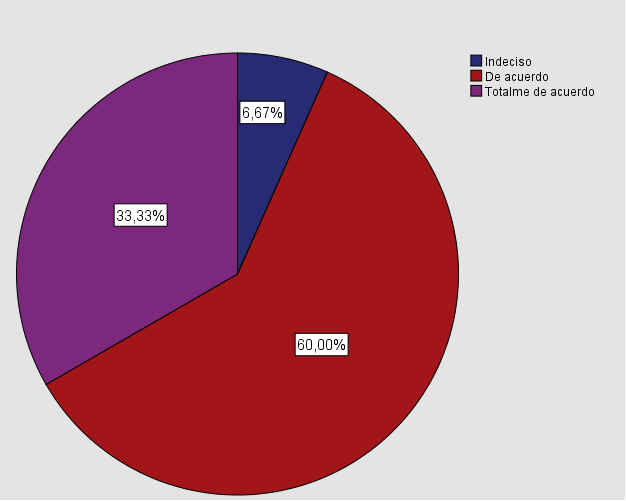 Indeciso
De acuerdo
Totalme de acuerdo
6,67%
33,33%
60,00%